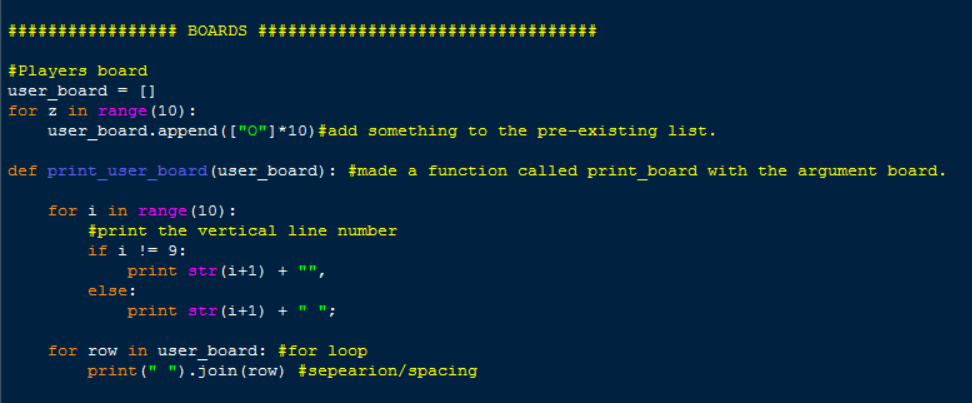 ################# BOARDS ##################################
#Players board
user_board = []
for z in range(10):
    user_board.append(["O"]*10)#add something to the pre-existing list.
def print_user_board(user_board): #made a function called print_board with the argument board.
    for i in range(10):
        #print the vertical line number
        if i != 9:
            print str(i+1) + "",
        else:
            print str(i+1) + " ";
    for row in user_board: #for loop
        print(" ").join(row) #sepearion/spacing